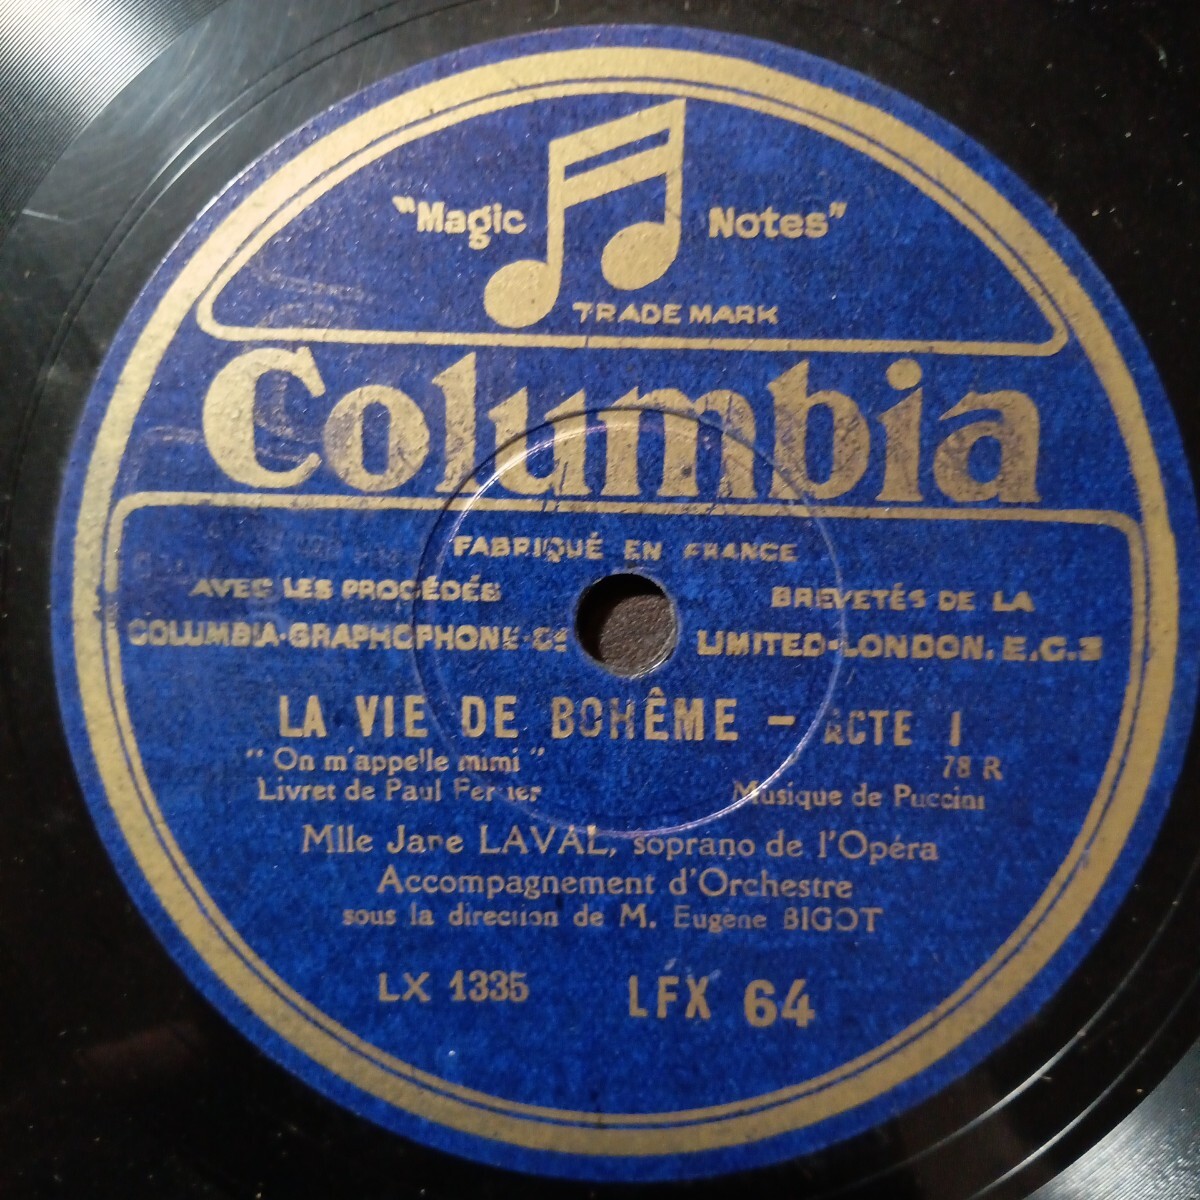 "Magic Notes"
TRADE MARK
Columbia
FABRIQUÉ EN FRANCE
AVEC LES PROCÉDÉS BREVETÉS DE LA
COLUMBIA-GRAPHOPHONE-Co LIMITED-LONDON. E.C.3
LA VIE DE BOHÊME - ACTE I
" On m'appelle mimi " 78 R
Livret de Paul Ferrier Musique de Puccini
Mlle Jane LAVAL, soprano de l'Opéra
Accompagnement d'Orchestre
sous la direction de M. Eugène BIGOT
LX 1335 LFX 64